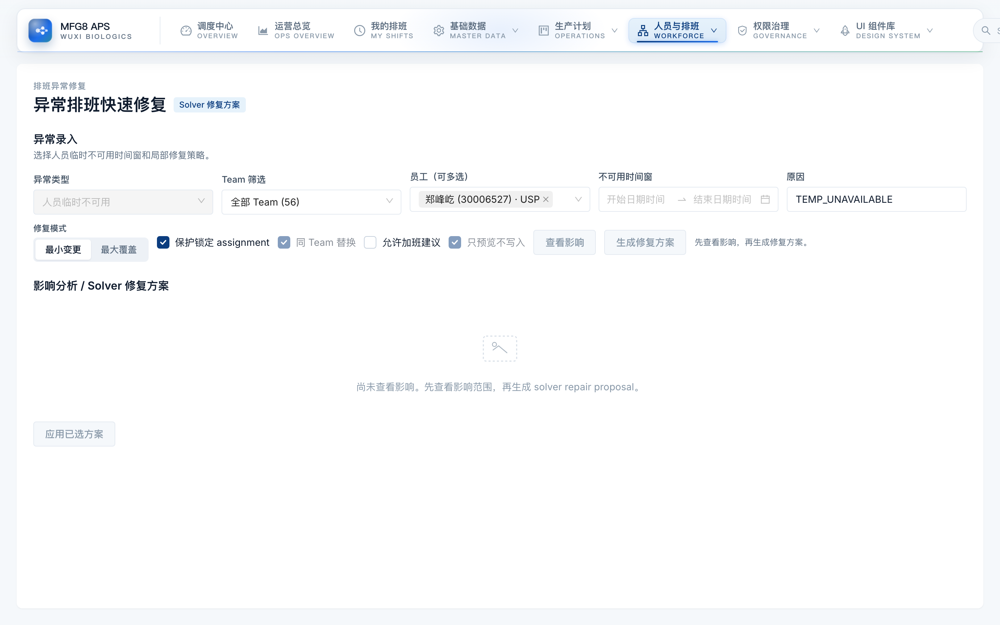 MFG8 APS
WUXI BIOLOGICS
调度中心
OVERVIEW
运营总览
OPS OVERVIEW
我的排班
MY SHIFTS
基础数据
MASTER DATA
生产计划
OPERATIONS
人员与排班
WORKFORCE
权限治理
GOVERNANCE
UI 组件库
DESIGN SYSTEM
排班异常修复
异常排班快速修复
Solver 修复方案
异常录入
选择人员临时不可用时间窗和局部修复策略。
异常类型
Team 筛选
员工（可多选）
不可用时间窗
原因
人员临时不可用
全部 Team (56)
郑峰屹 (30006527) · USP
开始日期时间
结束日期时间
TEMP_UNAVAILABLE
修复模式
最小变更
最大覆盖
保护锁定 assignment
同 Team 替换
允许加班建议
只预览不写入
查看影响
生成修复方案
先查看影响，再生成修复方案。
影响分析 / Solver 修复方案
尚未查看影响。先查看影响范围，再生成 solver repair proposal。
应用已选方案